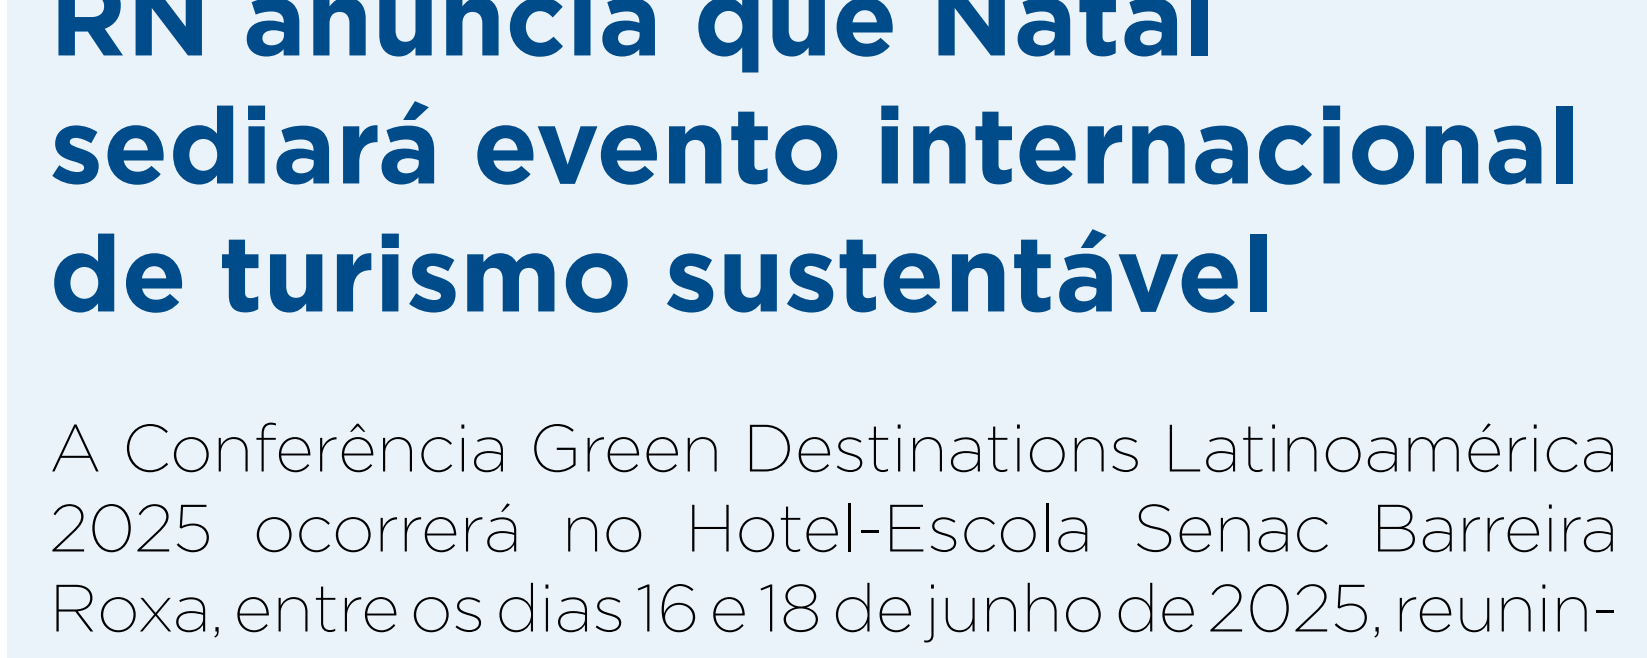 RN anuncia que Natal
sediará evento internacional
de turismo sustentável
A Conferência Green Destinations Latinoamérica
2025 ocorrerá no Hotel-Escola Senac Barreira
Roxa, entre os dias 16 e 18 de junho de 2025, reunin-